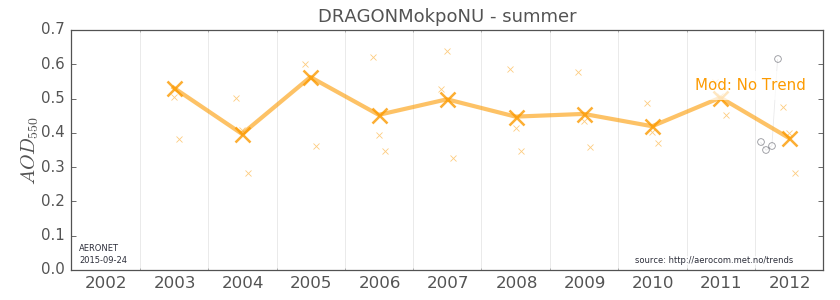 DRAGONMokpoNU - summer
0.7
0.6
0.5
0.4
0.3
0.2
0.1
0.0
AOD550
Mod: No Trend
AERONET
2015-09-24
source: http://aerocom.met.no/trends
2002 2003 2004 2005 2006 2007 2008 2009 2010 2011 2012